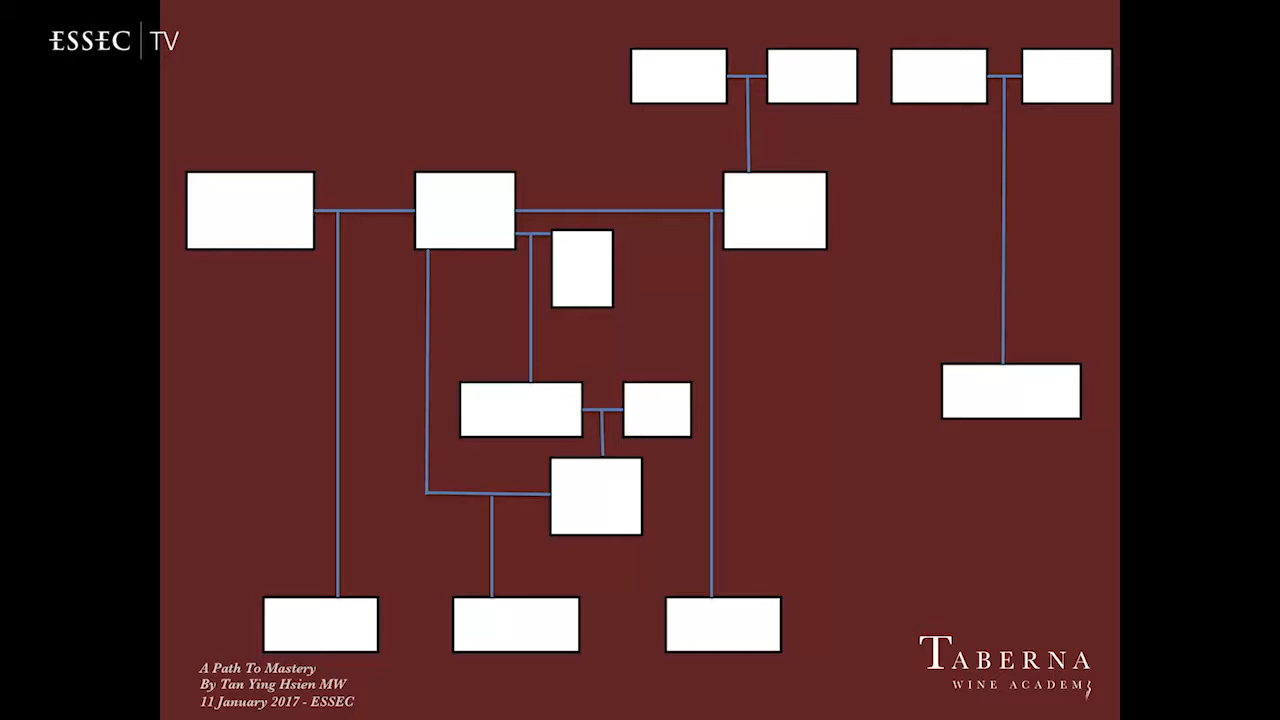 ESSEC TV
A Path To Mastery
By Tan Ying Hsien MW
11 January 2017 - ESSEC
TABERNA
WINE ACADEMY